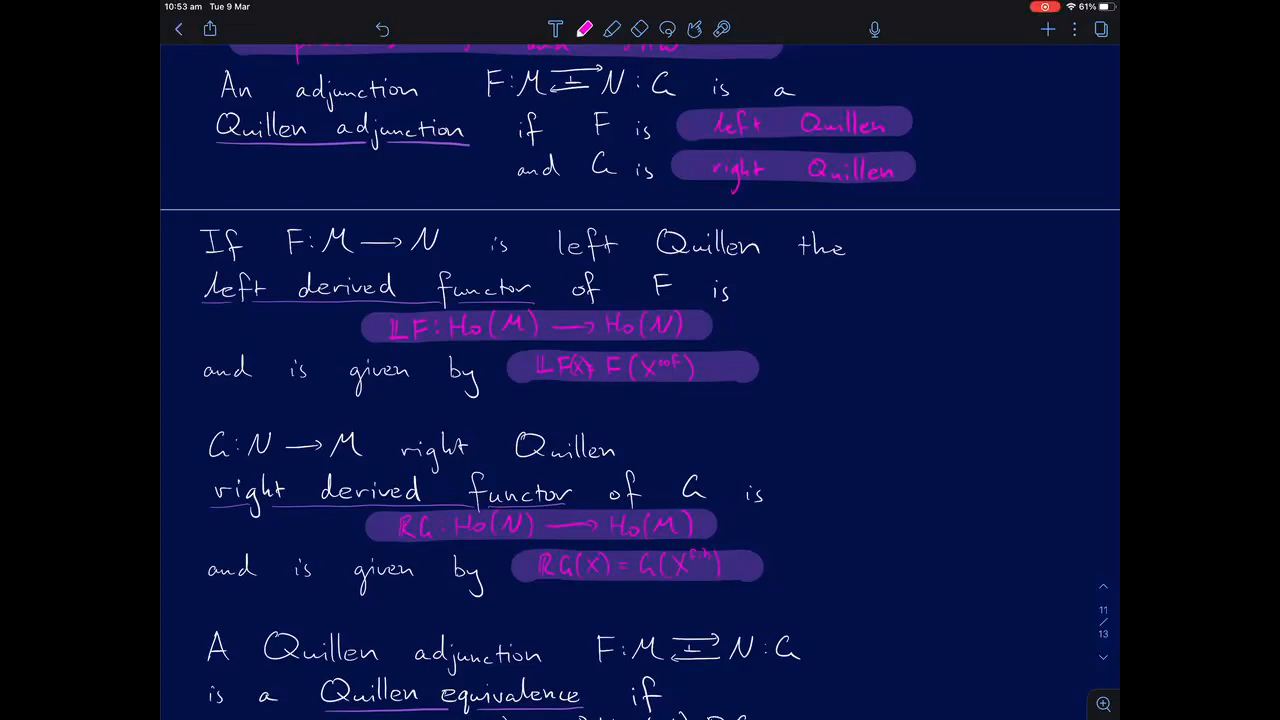 10:53 am Tue 9 Mar
61%
An adjunction F: M ⇄ N : G is a
Quillen adjunction if F is left Quillen
and G is right Quillen
If F: M → N is left Quillen the
left derived functor of F is
𝕃F: Ho(M) → Ho(N)
and is given by 𝕃F(X) = F(X^cof)
G: N → M right Quillen
right derived functor of G is
ℝG: Ho(N) → Ho(M)
and is given by ℝG(X) = G(X^fib)
11
/
13
A Quillen adjunction F: M ⇄ N : G
is a Quillen equivalence if